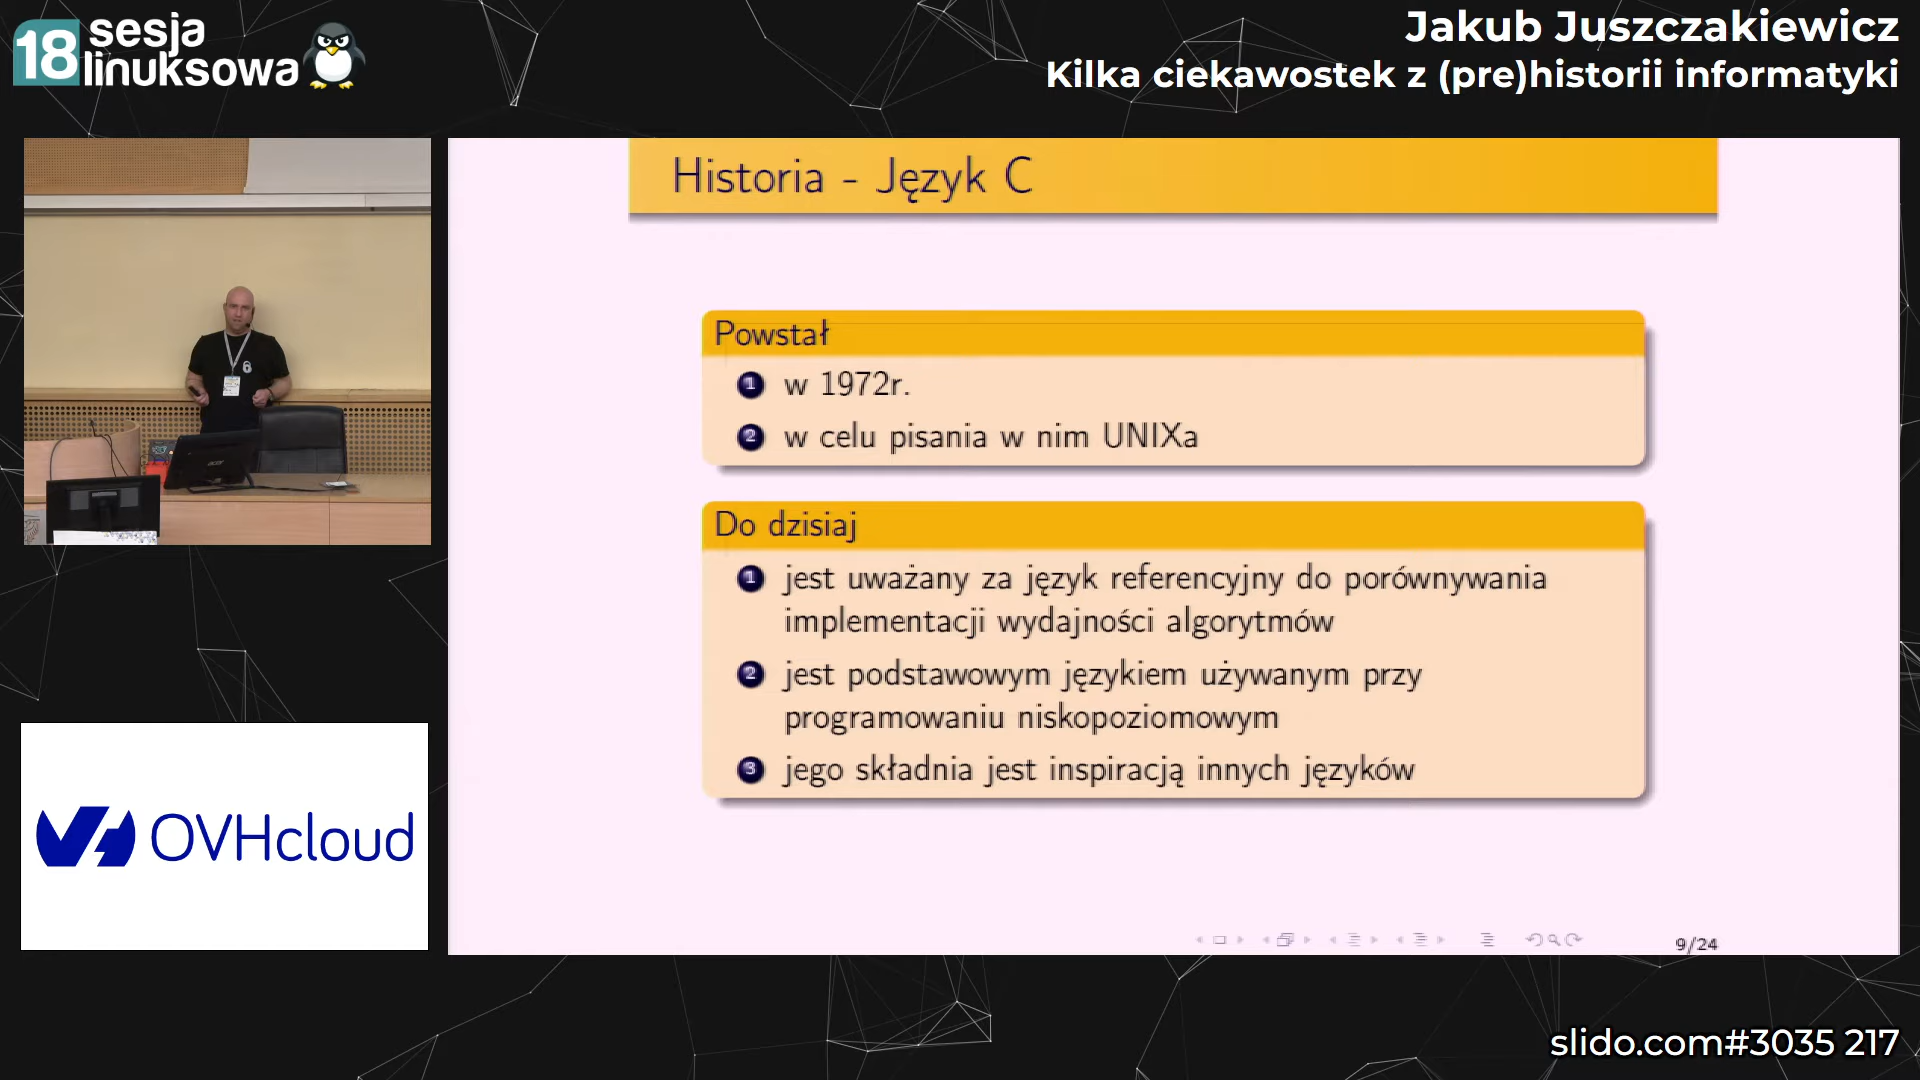 18 sesja
linuksowa
Jakub Juszczakiewicz
Kilka ciekawostek z (pre)historii informatyki
Historia - Język C
Powstał
1 w 1972r.
2 w celu pisania w nim UNIXa
Do dzisiaj
1 jest uważany za język referencyjny do porównywania
implementacji wydajności algorytmów
2 jest podstawowym językiem używanym przy
programowaniu niskopoziomowym
3 jego składnia jest inspiracją innych języków
9/24
acer
OVHcloud
slido.com#3035 217